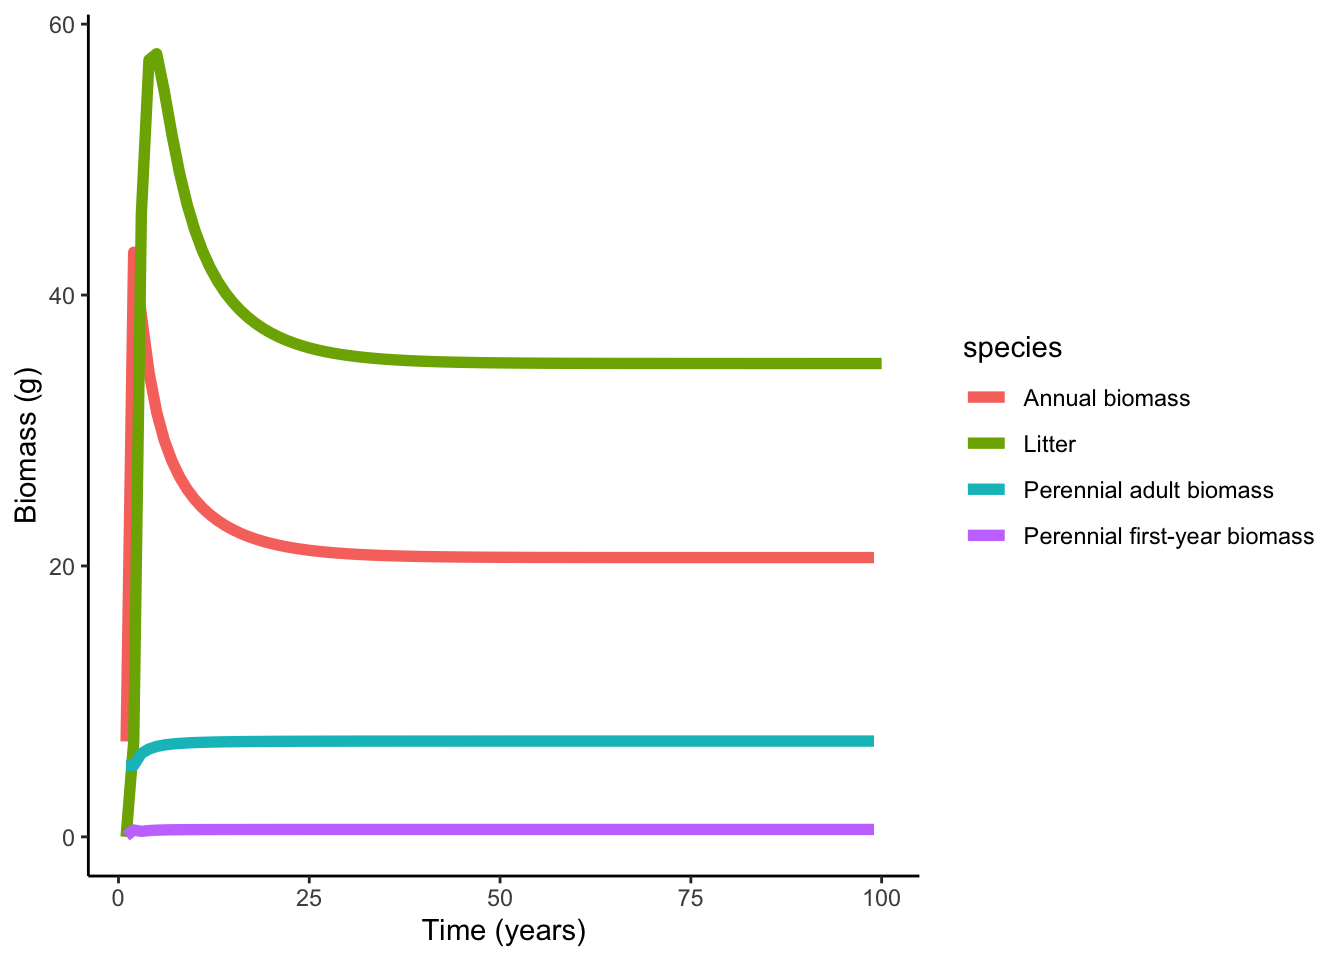 60
40
20
0
Biomass (g)
0 25 50 75 100
Time (years)
species
Annual biomass
Litter
Perennial adult biomass
Perennial first-year biomass